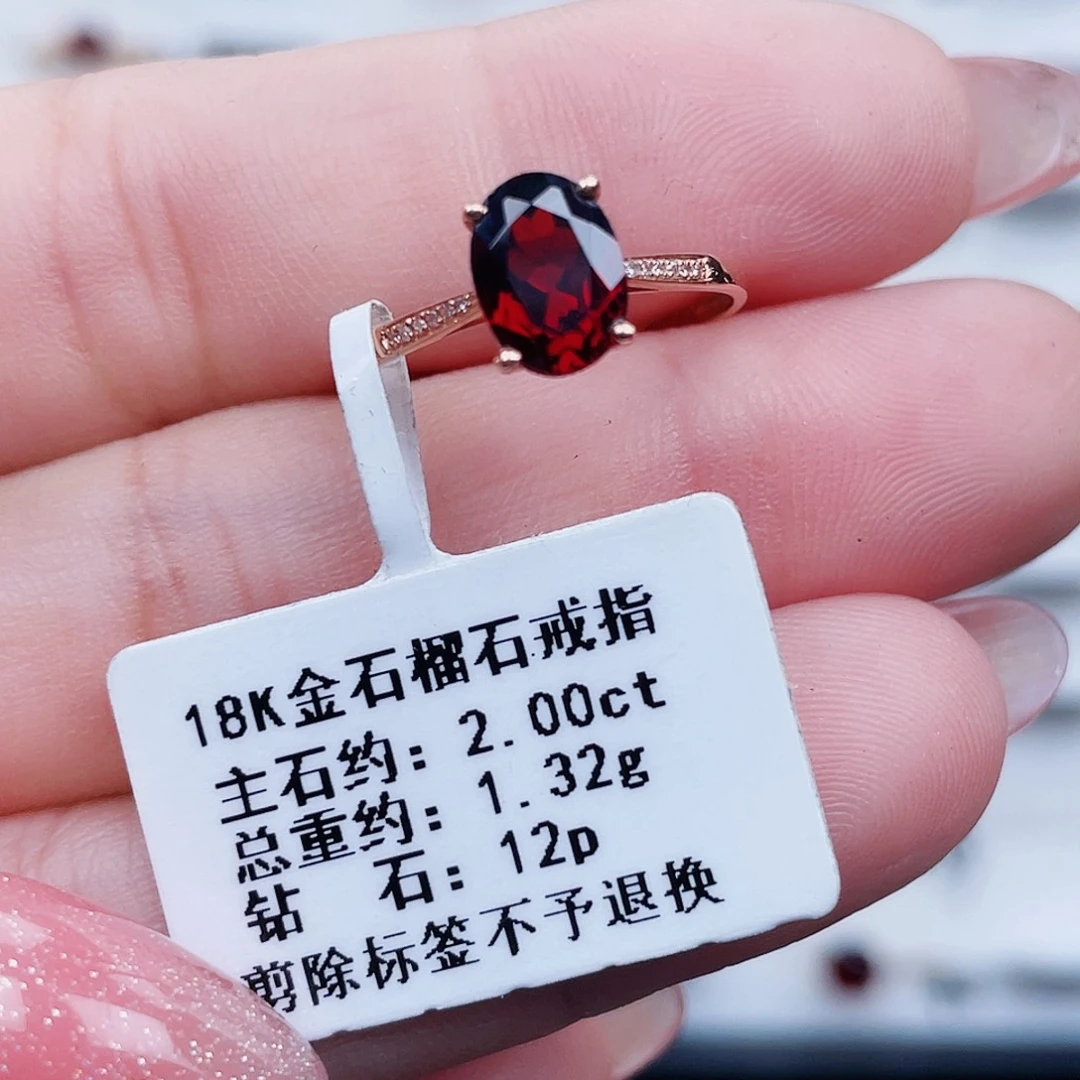 18K金石榴石戒指
主石约：2.00ct
总重约：1.32g
钻 石：12p
剪除标签不予退换